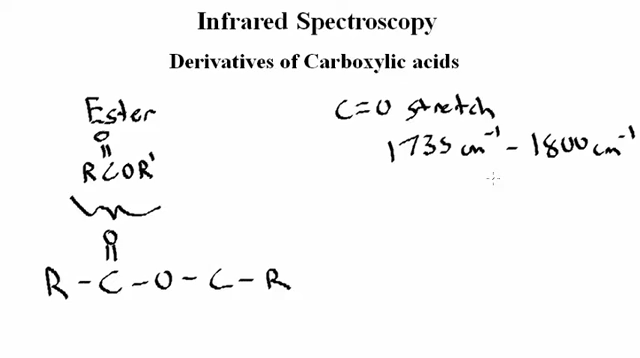 Infrared Spectroscopy
Derivatives of Carboxylic acids
Ester
O
RCOR'
O
R-C-O-C-R
C=O stretch
1735 cm⁻¹ - 1800 cm⁻¹